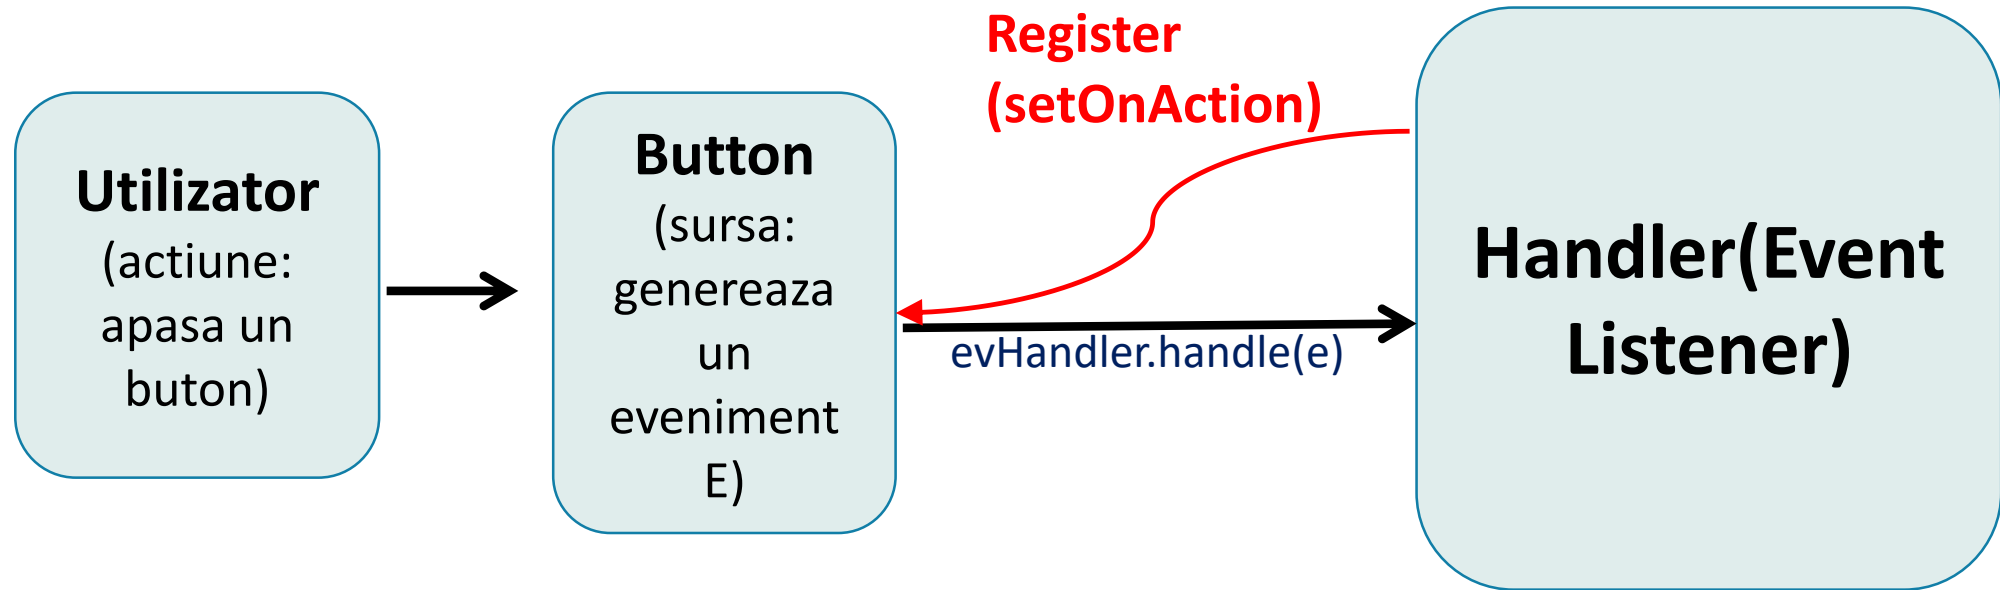 Utilizator
(actiune:
apasa un
buton)
Button
(sursa:
genereaza
un
eveniment
E)
Register
(setOnAction)
evHandler.handle(e)
Handler(Event
Listener)